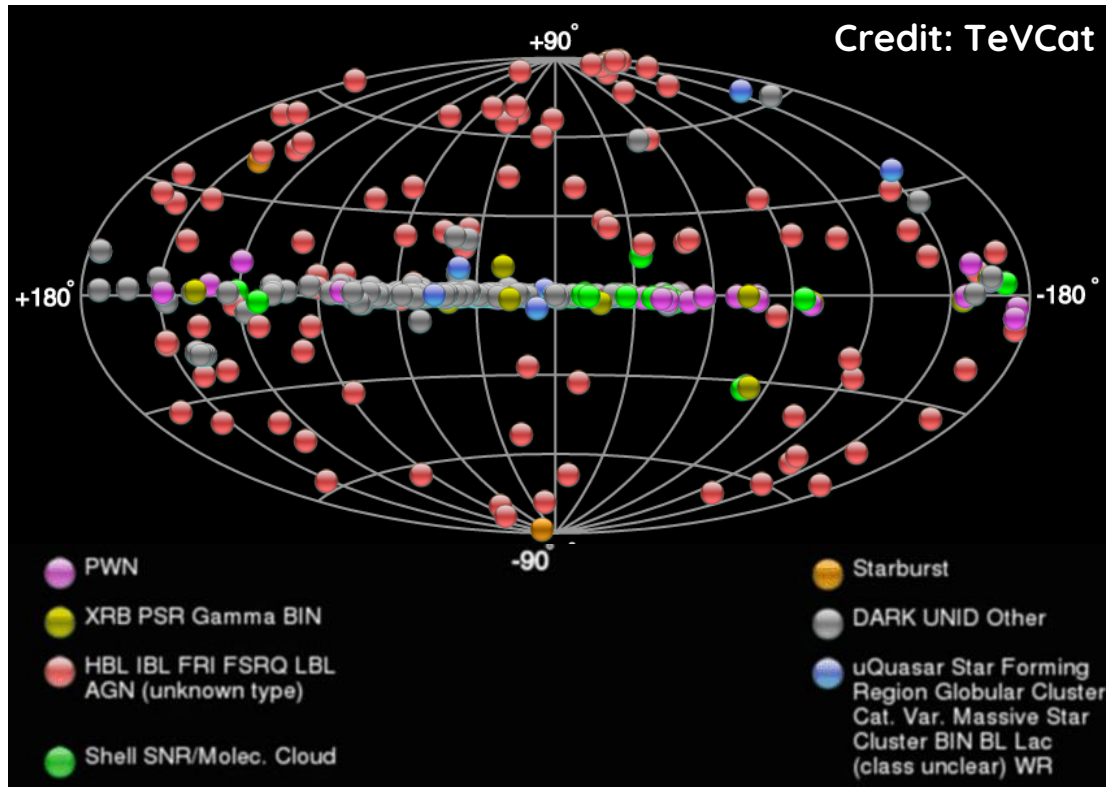 Credit: TeVCat
+90°
+180°
-180°
-90°
PWN
XRB PSR Gamma BIN
HBL IBL FRI FSRQ LBL
AGN (unknown type)
Shell SNR/Molec. Cloud
Starburst
DARK UNID Other
uQuasar Star Forming
Region Globular Cluster
Cat. Var. Massive Star
Cluster BIN BL Lac
(class unclear) WR